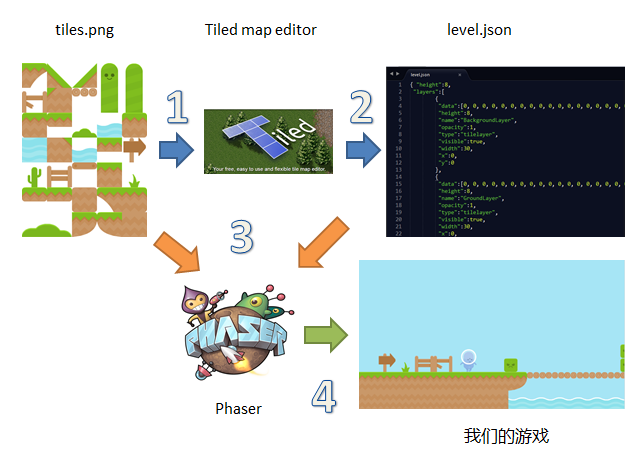 tiles.png
Tiled map editor
level.json
1
2
Tiled
Your free, easy to use and flexible tile map editor.
level.json
1 { "height":8,
2 "layers":[
3 {
4 "data":[0, 0, 0, 0, 0, 0, 0, 0, 0, 0, 0, 0, 0, 0, 0, 0, 0, 0, 0,
5 "height":8,
6 "name":"BackgroundLayer",
7 "opacity":1,
8 "type":"tilelayer",
9 "visible":true,
10 "width":30,
11 "x":0,
12 "y":0
13 },
14 {
15 "data":[0, 0, 0, 0, 0, 0, 0, 0, 0, 0, 0, 0, 0, 0, 0, 0, 0, 0, 0,
16 "height":8,
17 "name":"GroundLayer",
18 "opacity":1,
19 "type":"tilelayer",
20 "visible":true,
21 "width":30,
22 "x":0,
3
PHASER
Phaser
4
我们的游戏